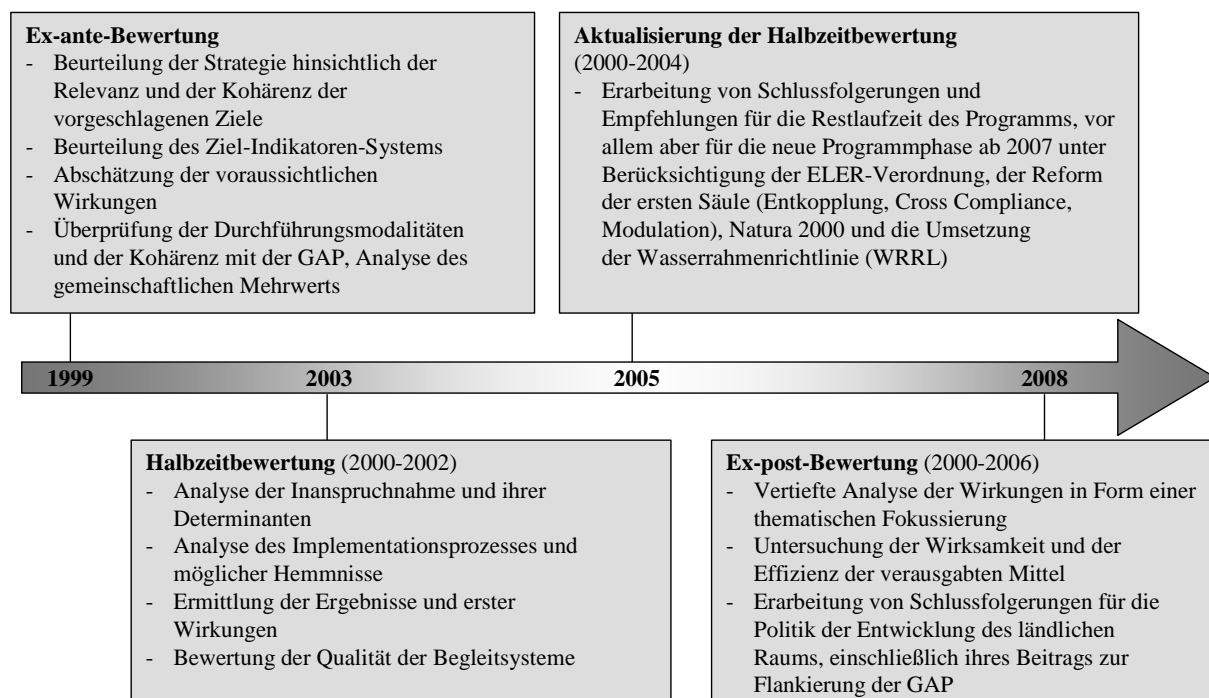 Ex-ante-Bewertung
- Beurteilung der Strategie hinsichtlich der
Relevanz und der Kohärenz der
vorgeschlagenen Ziele
- Beurteilung des Ziel-Indikatoren-Systems
- Abschätzung der voraussichtlichen
Wirkungen
- Überprüfung der Durchführungsmodalitäten
und der Kohärenz mit der GAP, Analyse des
gemeinschaftlichen Mehrwerts
Aktualisierung der Halbzeitbewertung
(2000-2004)
- Erarbeitung von Schlussfolgerungen und
Empfehlungen für die Restlaufzeit des Programms, vor
allem aber für die neue Programmphase ab 2007 unter
Berücksichtigung der ELER-Verordnung, der Reform
der ersten Säule (Entkopplung, Cross Compliance,
Modulation), Natura 2000 und die Umsetzung
der Wasserrahmenrichtlinie (WRRL)
1999 2003 2005 2008
Halbzeitbewertung (2000-2002)
- Analyse der Inanspruchnahme und ihrer
Determinanten
- Analyse des Implementationsprozesses und
möglicher Hemmnisse
- Ermittlung der Ergebnisse und erster
Wirkungen
- Bewertung der Qualität der Begleitsysteme
Ex-post-Bewertung (2000-2006)
- Vertiefte Analyse der Wirkungen in Form einer
thematischen Fokussierung
- Untersuchung der Wirksamkeit und der
Effizienz der verausgabten Mittel
- Erarbeitung von Schlussfolgerungen für die
Politik der Entwicklung des ländlichen
Raums, einschließlich ihres Beitrags zur
Flankierung der GAP